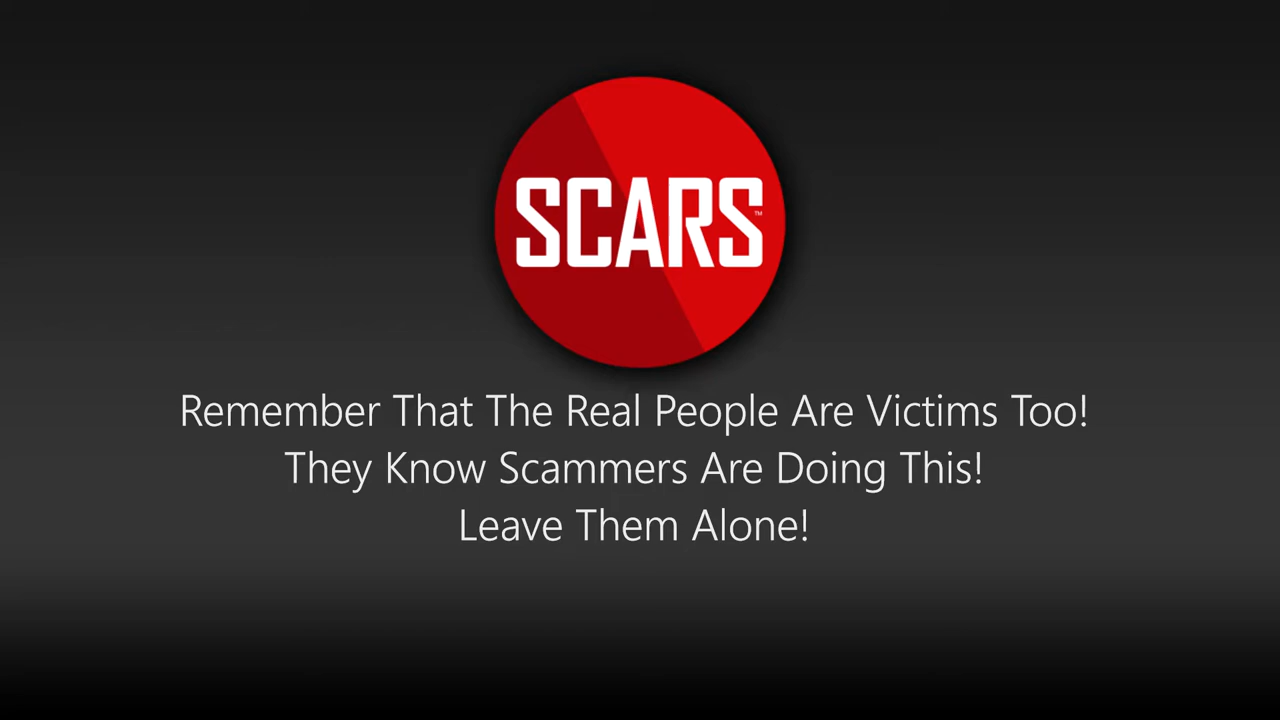 SCARS™
Remember That The Real People Are Victims Too!
They Know Scammers Are Doing This!
Leave Them Alone!